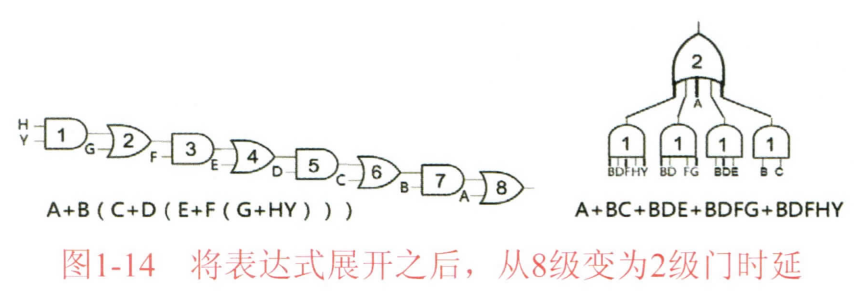 H
Y
1
G
2
F
3
E
4
D
5
C
6
B
7
A
8
A+B(C+D(E+F(G+HY)))
2
A
1
1
1
1
BDFHY
BD FG
BDE
B C
A+BC+BDE+BDFG+BDFHY
图1-14 将表达式展开之后，从8级变为2级门时延